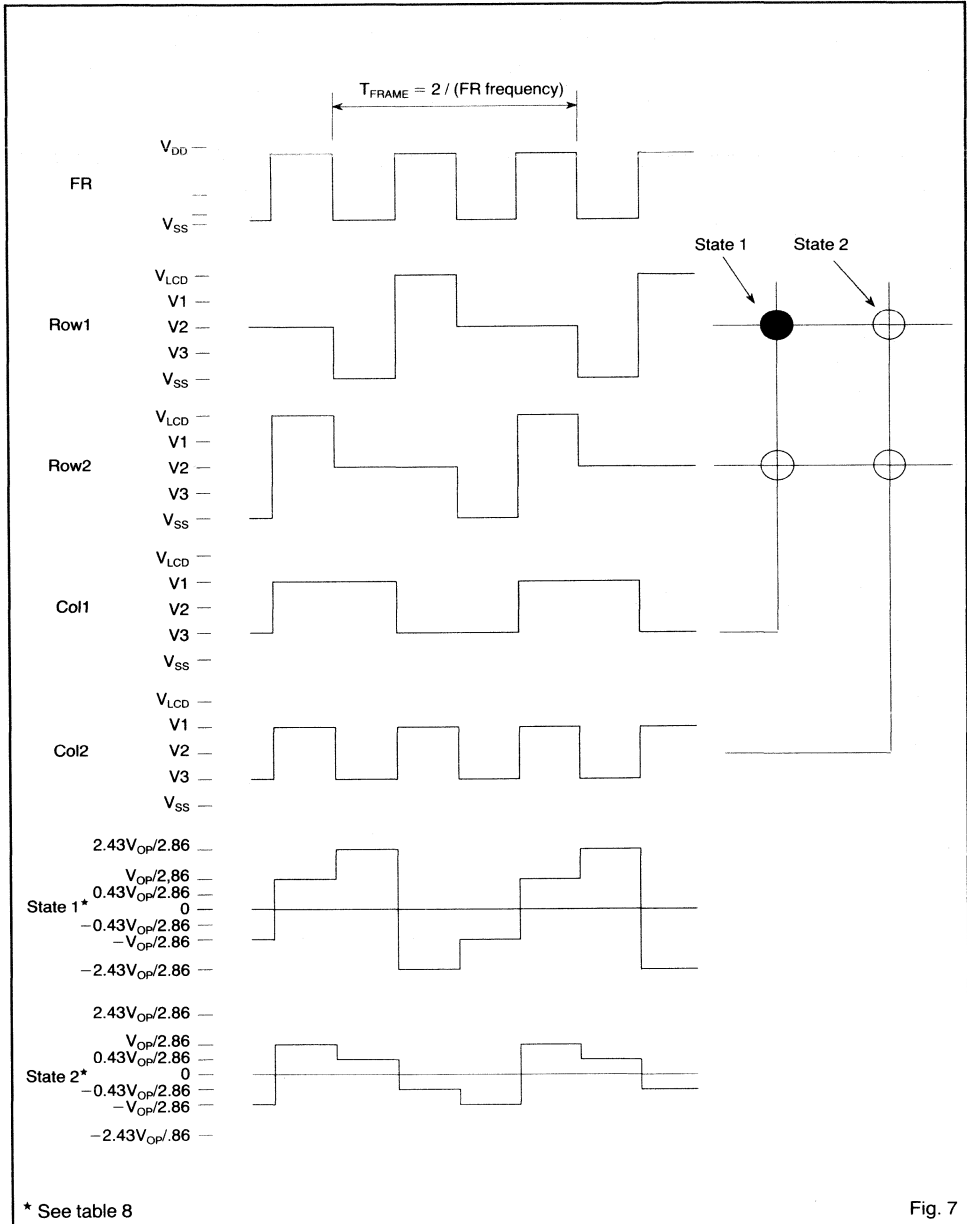 T_FRAME = 2 / (FR frequency)
V_DD
FR
V_SS
State 1 State 2
V_LCD
V1
Row1 V2
V3
V_SS
V_LCD
V1
Row2 V2
V3
V_SS
V_LCD
V1
Col1 V2
V3
V_SS
V_LCD
V1
Col2 V2
V3
V_SS
2.43V_OP/2.86
V_OP/2,86
0.43V_OP/2.86
State 1* 0
−0.43V_OP/2.86
−V_OP/2.86
−2.43V_OP/2.86
2.43V_OP/2.86
V_OP/2.86
0.43V_OP/2.86
State 2* 0
−0.43V_OP/2.86
−V_OP/2.86
−2.43V_OP/.86
* See table 8 Fig. 7